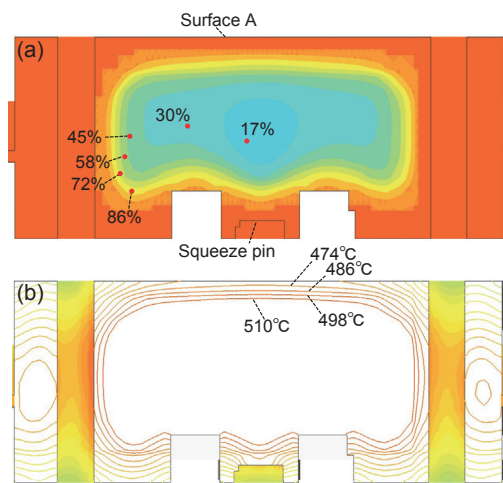 Surface A
(a)
30%
17%
45%
58%
72%
86%
Squeeze pin
(b)
474℃
486℃
510℃
498℃